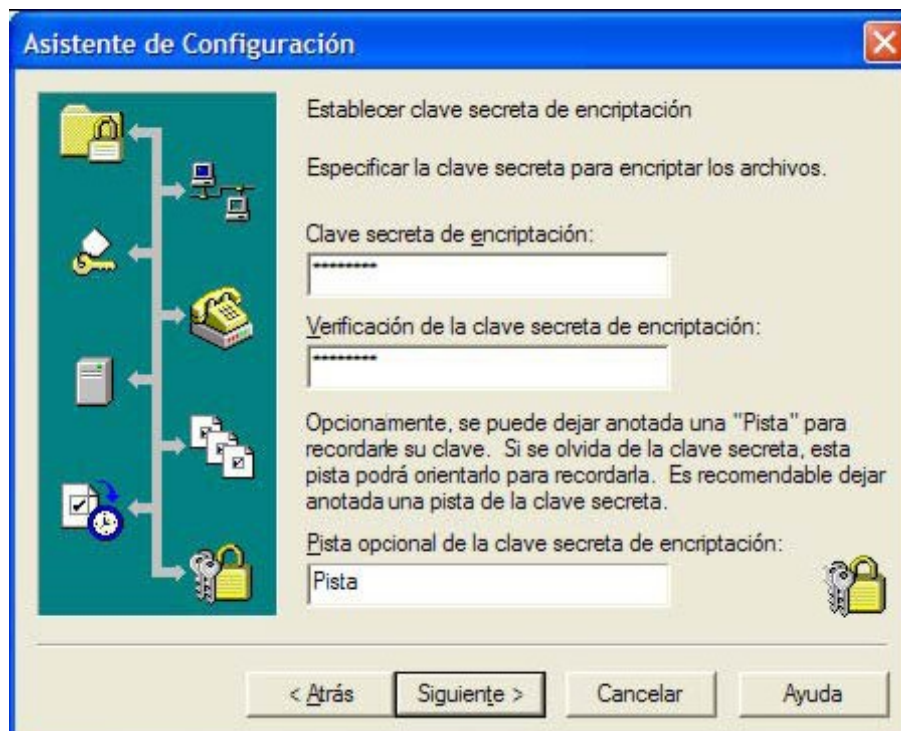 Asistente de Configuración
Establecer clave secreta de encriptación
Especificar la clave secreta para encriptar los archivos.
Clave secreta de encriptación:
********
Verificación de la clave secreta de encriptación:
********
Opcionamente, se puede dejar anotada una "Pista" para
recordarle su clave. Si se olvida de la clave secreta, esta
pista podrá orientarlo para recordarla. Es recomendable dejar
anotada una pista de la clave secreta.
Pista opcional de la clave secreta de encriptación:
Pista
< Atrás
Siguiente >
Cancelar
Ayuda